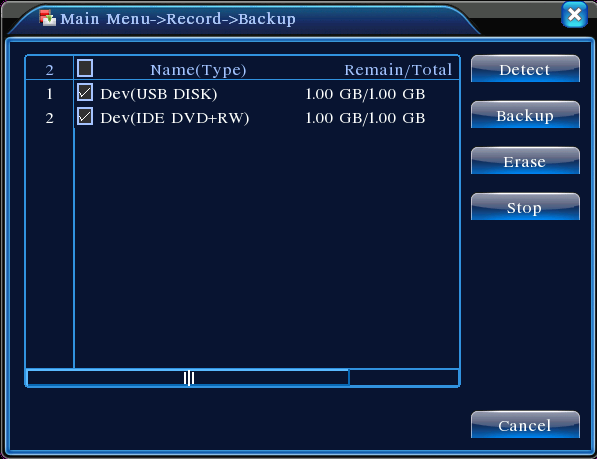 Main Menu->Record->Backup
2 Name(Type) Remain/Total
1 Dev(USB DISK) 1.00 GB/1.00 GB
2 Dev(IDE DVD+RW) 1.00 GB/1.00 GB
Detect
Backup
Erase
Stop
Cancel